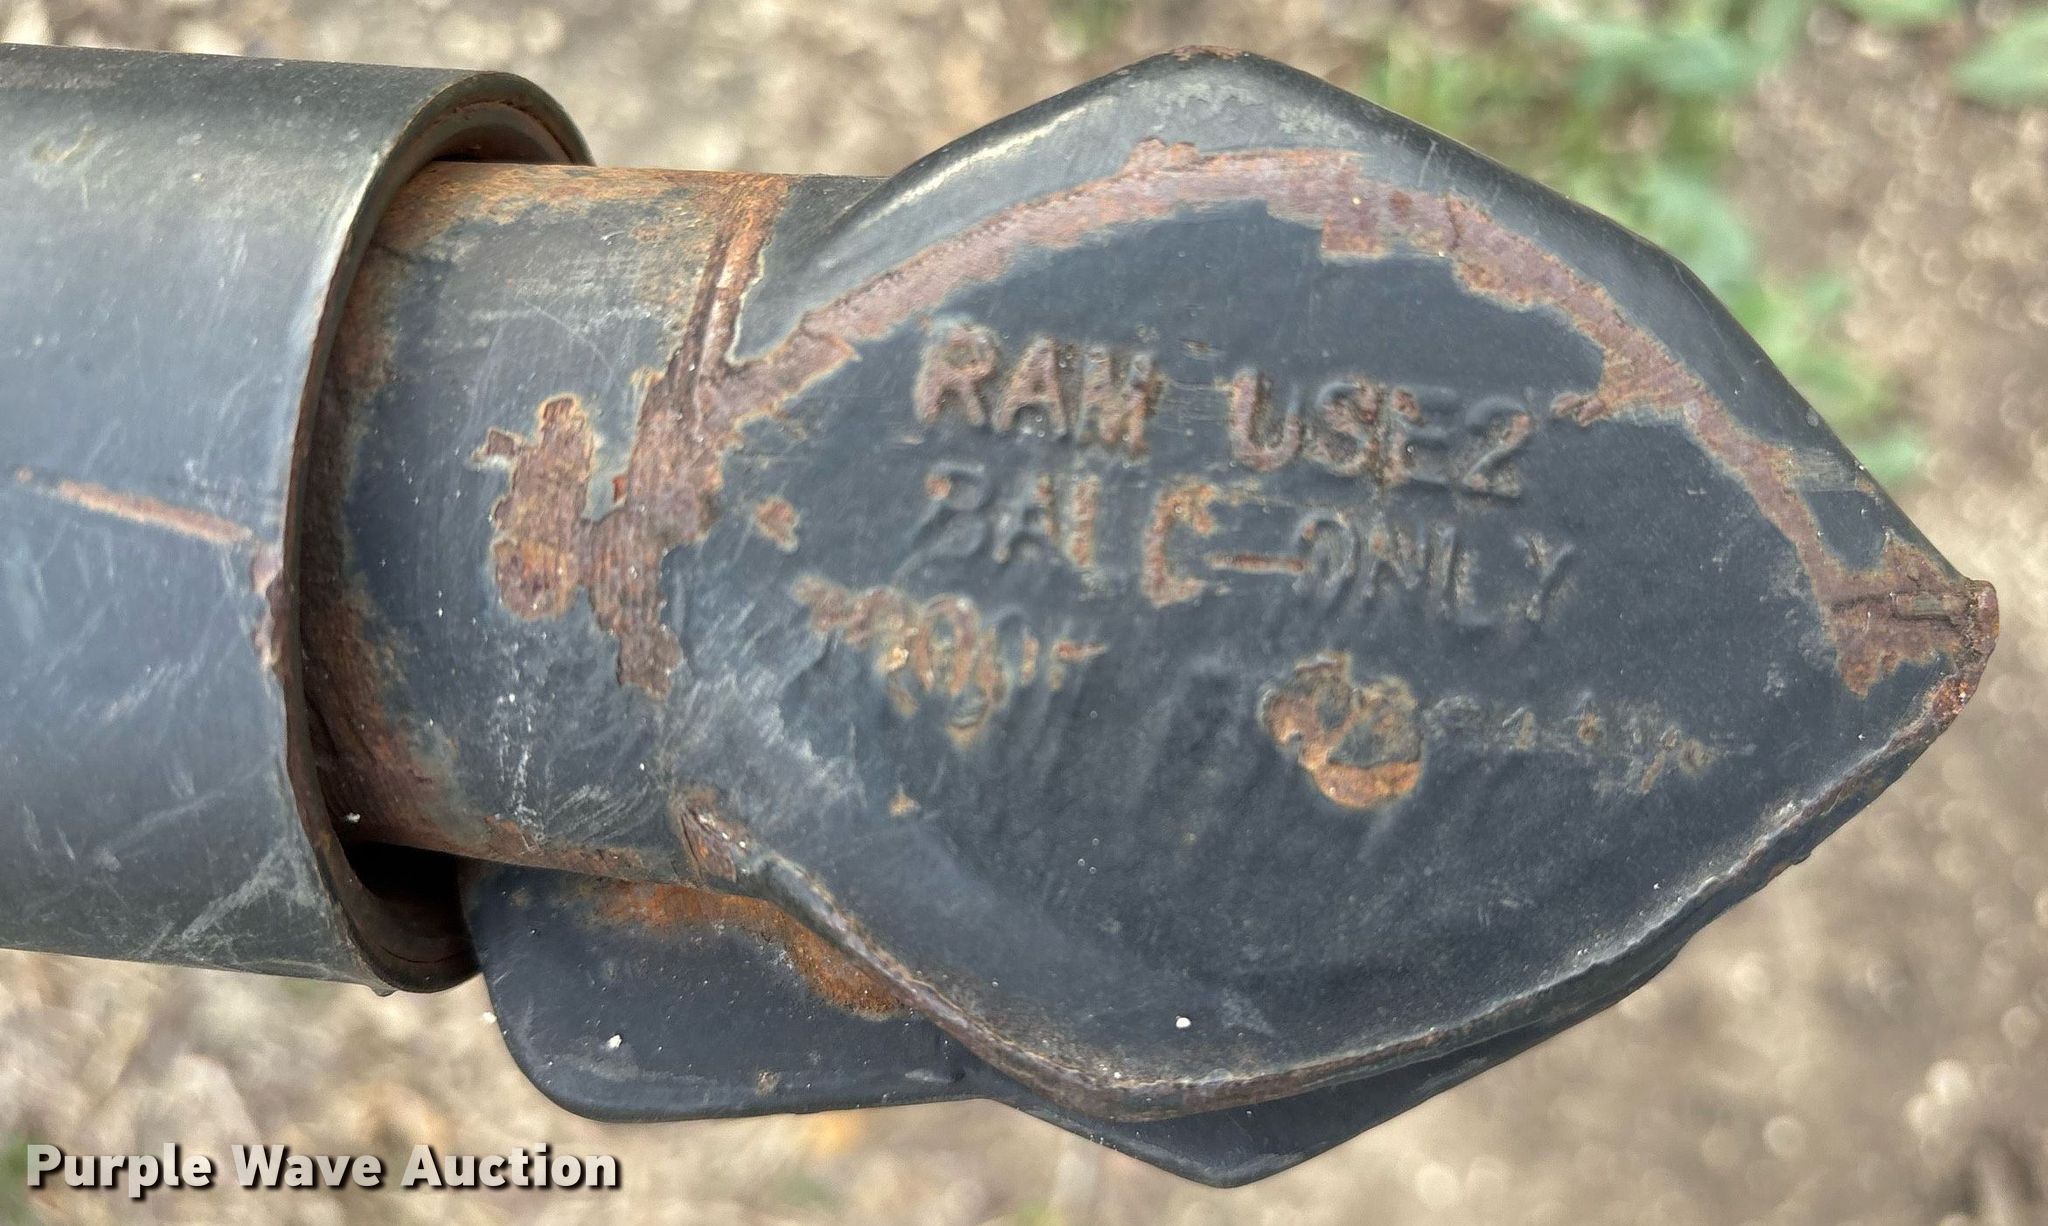 RAM USE2
BALE-ONLY
Purple Wave Auction